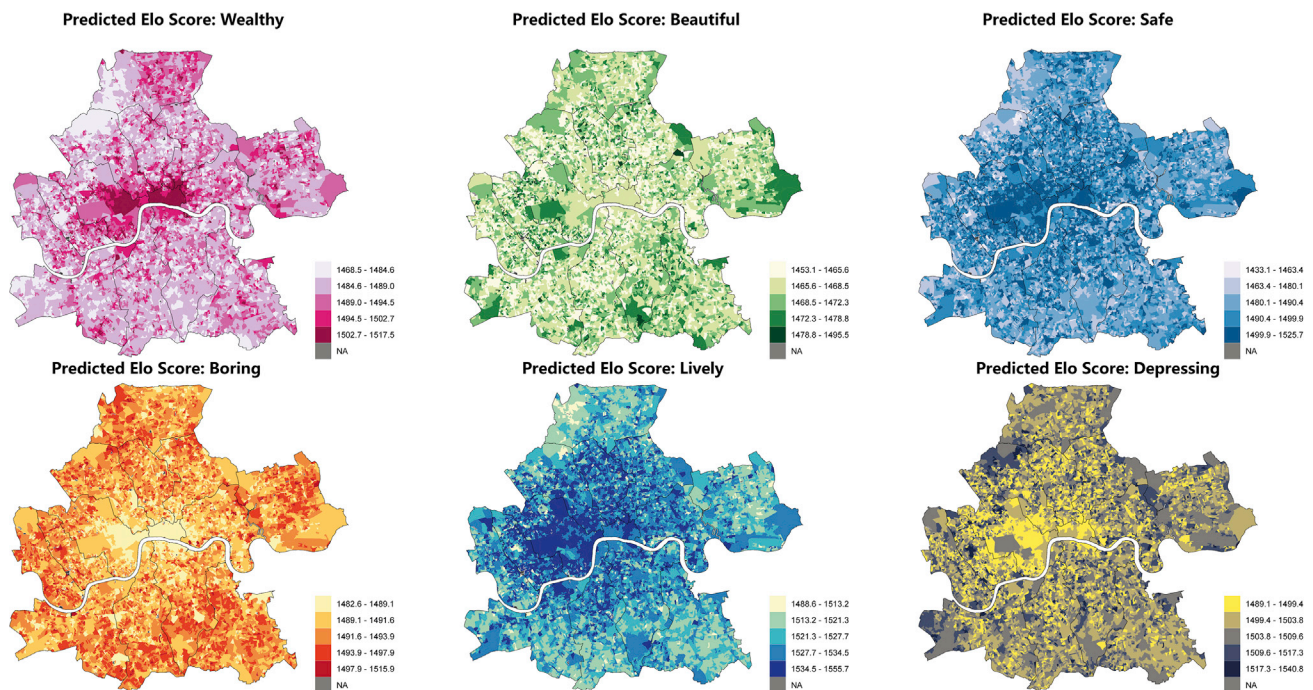 Predicted Elo Score: Wealthy
1468.5 - 1484.6
1484.6 - 1489.0
1489.0 - 1494.5
1494.5 - 1502.7
1502.7 - 1517.5
NA
Predicted Elo Score: Beautiful
1453.1 - 1465.6
1465.6 - 1468.5
1468.5 - 1472.3
1472.3 - 1478.8
1478.8 - 1495.5
NA
Predicted Elo Score: Safe
1433.1 - 1463.4
1463.4 - 1480.1
1480.1 - 1490.4
1490.4 - 1499.9
1499.9 - 1525.7
NA
Predicted Elo Score: Boring
1482.6 - 1489.1
1489.1 - 1491.6
1491.6 - 1493.9
1493.9 - 1497.9
1497.9 - 1515.9
NA
Predicted Elo Score: Lively
1488.6 - 1513.2
1513.2 - 1521.3
1521.3 - 1527.7
1527.7 - 1534.5
1534.5 - 1555.7
NA
Predicted Elo Score: Depressing
1489.1 - 1499.4
1499.4 - 1503.8
1503.8 - 1509.6
1509.6 - 1517.3
1517.3 - 1540.8
NA